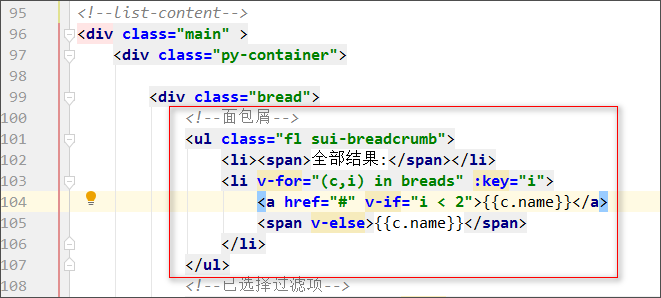 95 <!--list-content-->
96 <div class="main" >
97 <div class="py-container">
98
99 <div class="bread">
100 <!--面包屑-->
101 <ul class="fl sui-breadcrumb">
102 <li><span>全部结果:</span></li>
103 <li v-for="(c,i) in breads" :key="i">
104 <a href="#" v-if="i < 2">{{c.name}}</a>
105 <span v-else>{{c.name}}</span>
106 </li>
107 </ul>
108 <!--已选择过滤项-->